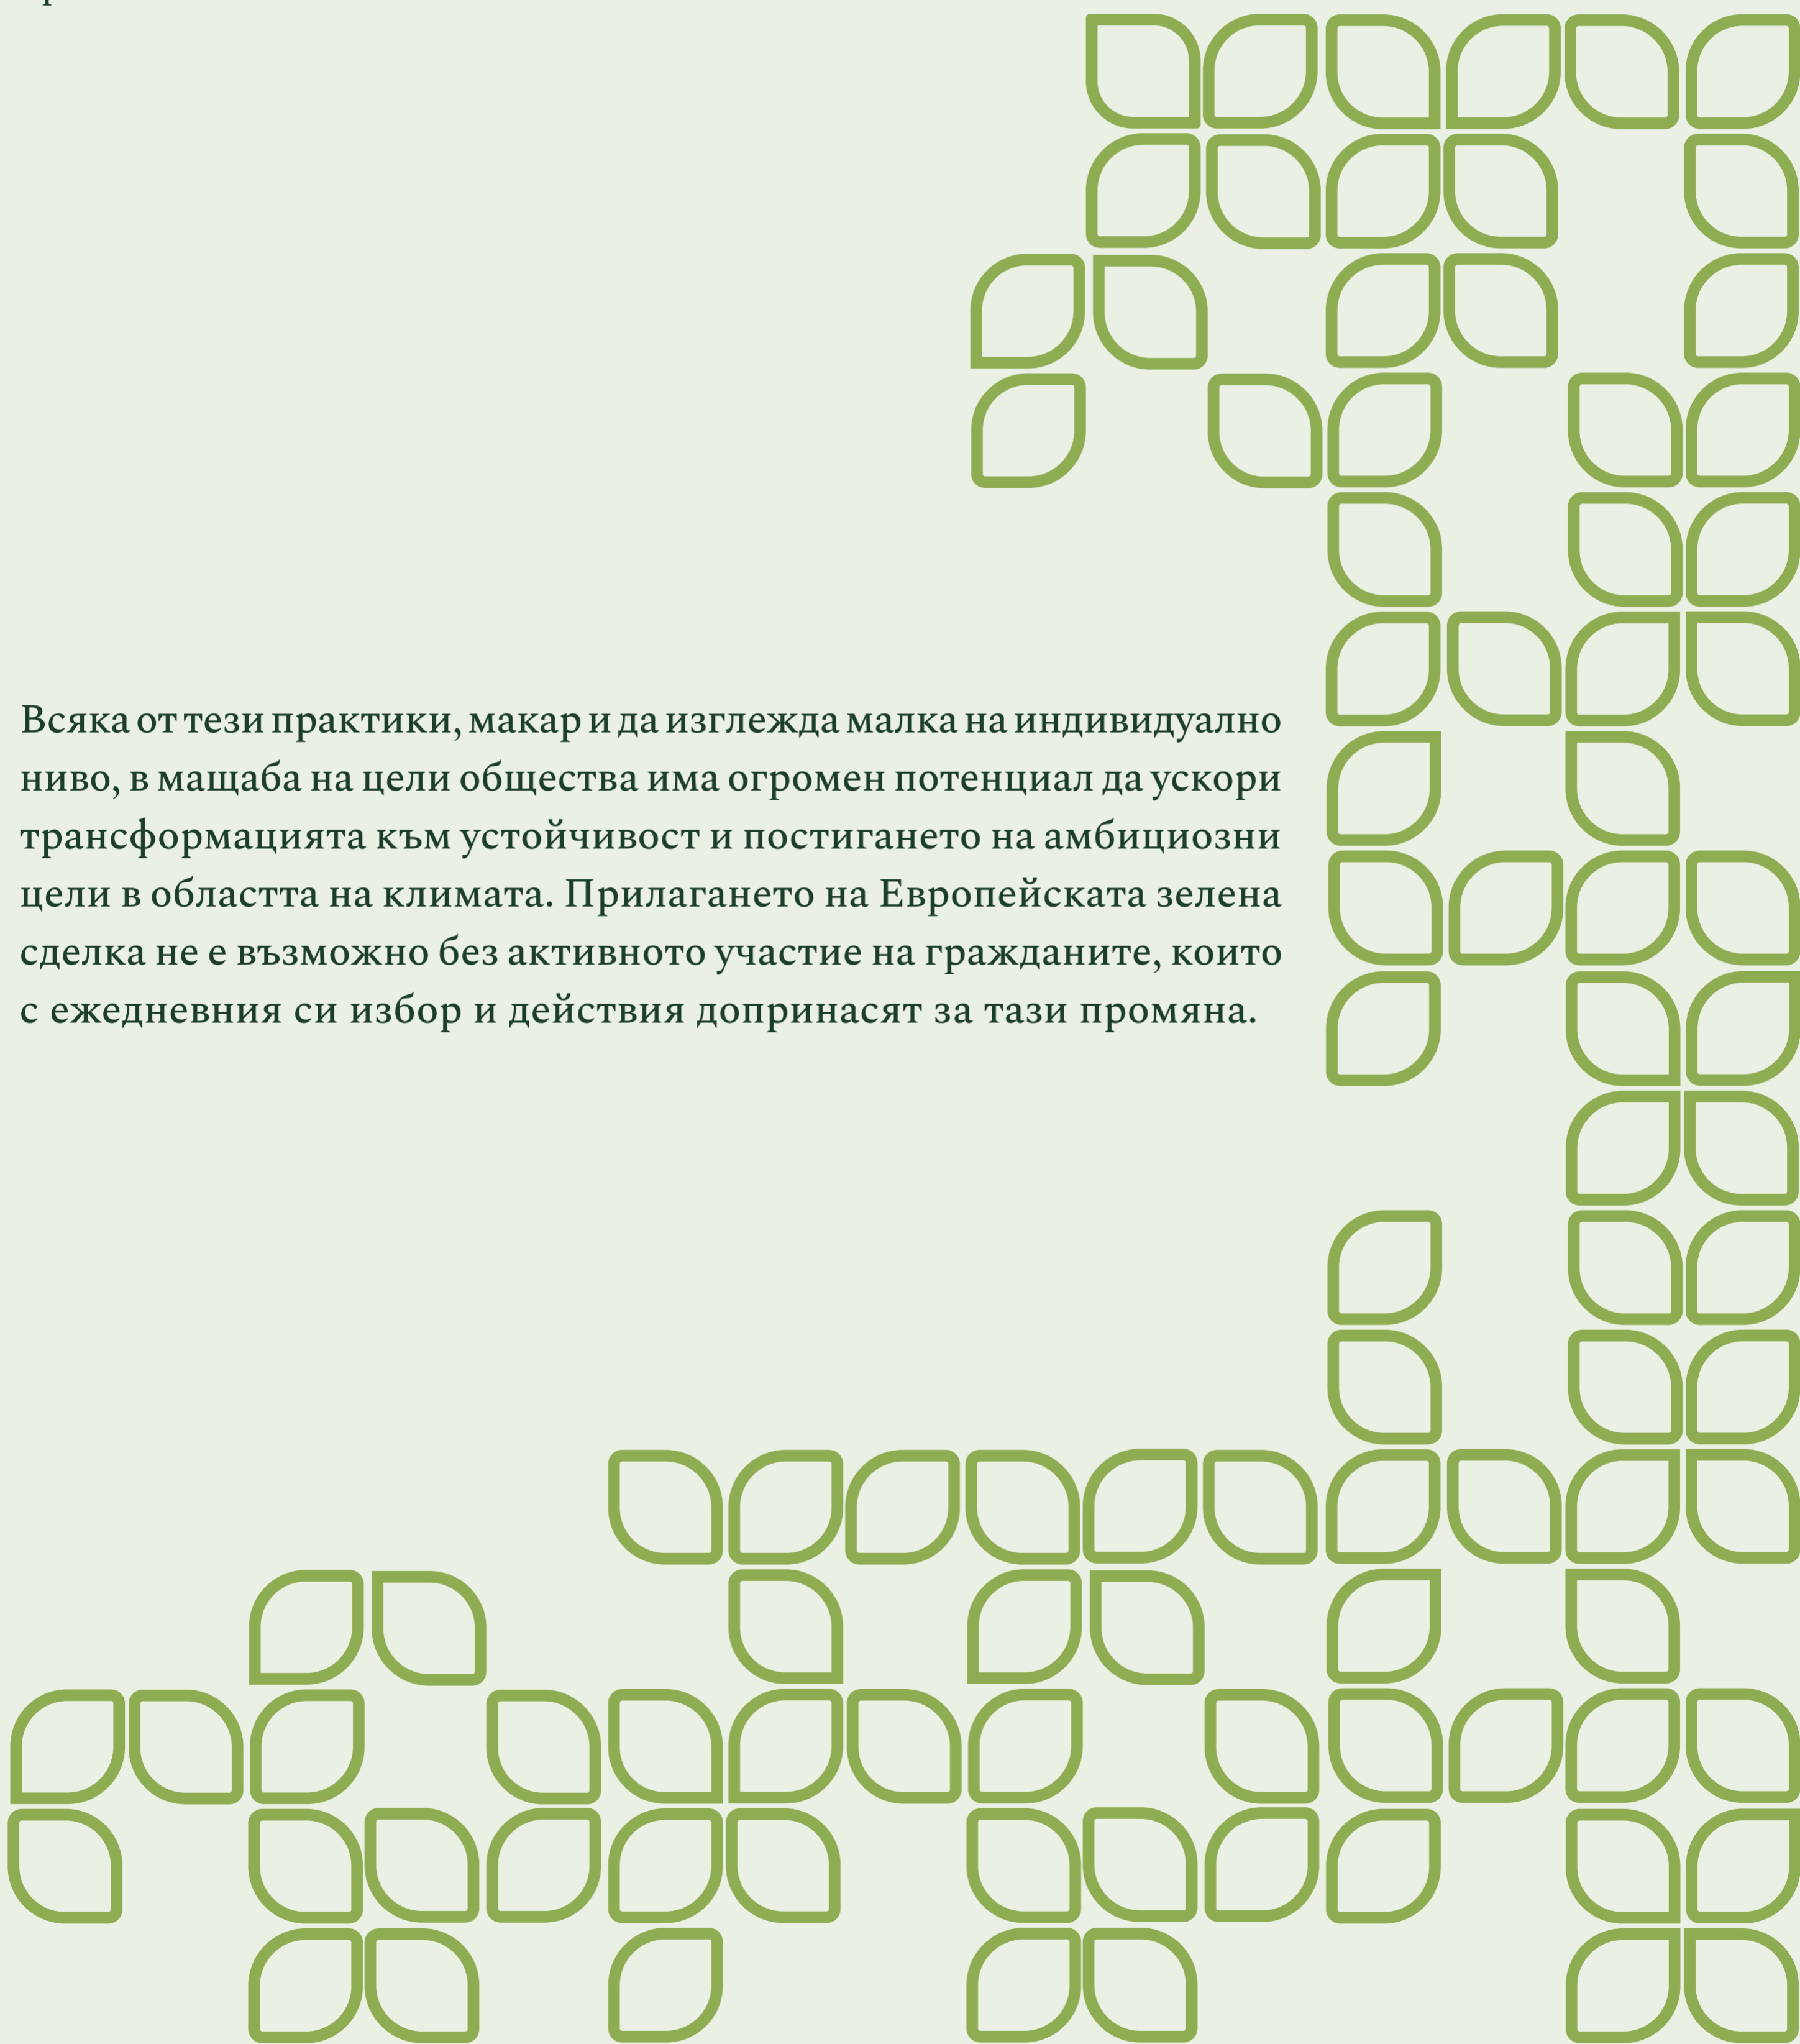 Всяка от тези практики, макар и да изглежда малка на индивидуално
ниво, в мащаба на цели общества има огромен потенциал да ускори
трансформацията към устойчивост и постигането на амбициозни
цели в областта на климата. Прилагането на Европейската зелена
сделка не е възможно без активното участие на гражданите, които
с ежедневния си избор и действия допринасят за тази промяна.